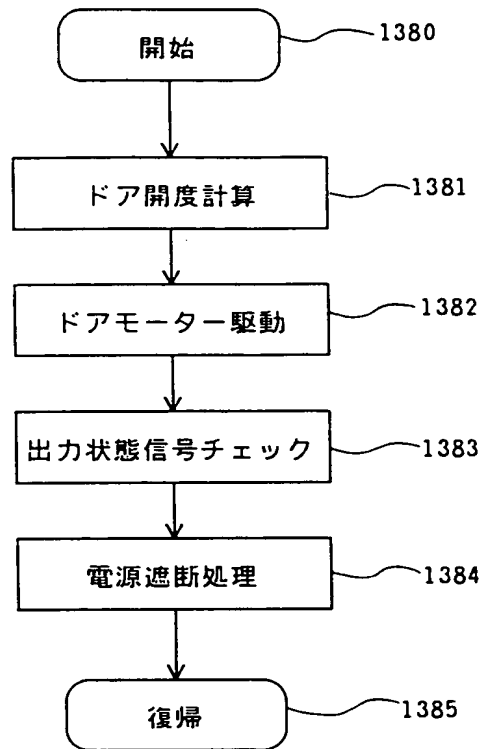 開始
1380
ドア開度計算
1381
ドアモーター駆動
1382
出力状態信号チェック
1383
電源遮断処理
1384
復帰
1385